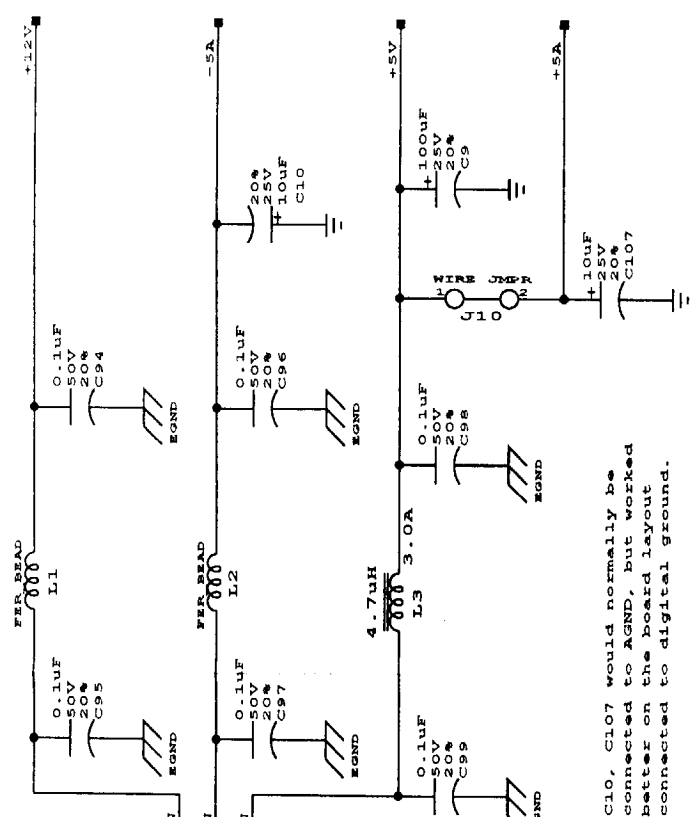 +12V
-5A
+5V
+5A
20%
25V
10uF
C10
+
100uF
25V
20%
C9
+
WIRE JMPR
1
2
J10
10uF
25V
20%
C107
+
0.1uF
50V
20%
C94
EGND
0.1uF
50V
20%
C96
EGND
0.1uF
50V
20%
C98
EGND
FER BEAD
L1
FER BEAD
L2
4.7uH
3.0A
L3
0.1uF
50V
20%
C95
EGND
0.1uF
50V
20%
C97
EGND
0.1uF
50V
20%
C99
C10, C107 would normally be
connected to AGND, but worked
better on the board layout
connected to digital ground.